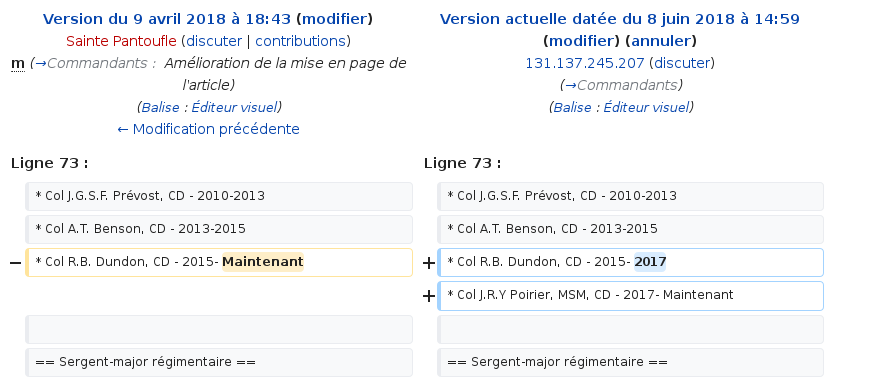 Version du 9 avril 2018 à 18:43 (modifier)
Sainte Pantoufle (discuter | contributions)
m (→Commandants : Amélioration de la mise en page de
l'article)
(Balise : Éditeur visuel)
← Modification précédente
Version actuelle datée du 8 juin 2018 à 14:59
(modifier) (annuler)
131.137.245.207 (discuter)
(→Commandants)
(Balise : Éditeur visuel)
Ligne 73 :
Ligne 73 :
* Col J.G.S.F. Prévost, CD - 2010-2013
* Col J.G.S.F. Prévost, CD - 2010-2013
* Col A.T. Benson, CD - 2013-2015
* Col A.T. Benson, CD - 2013-2015
− * Col R.B. Dundon, CD - 2015- Maintenant
+ * Col R.B. Dundon, CD - 2015- 2017
+ * Col J.R.Y Poirier, MSM, CD - 2017- Maintenant
== Sergent-major régimentaire ==
== Sergent-major régimentaire ==